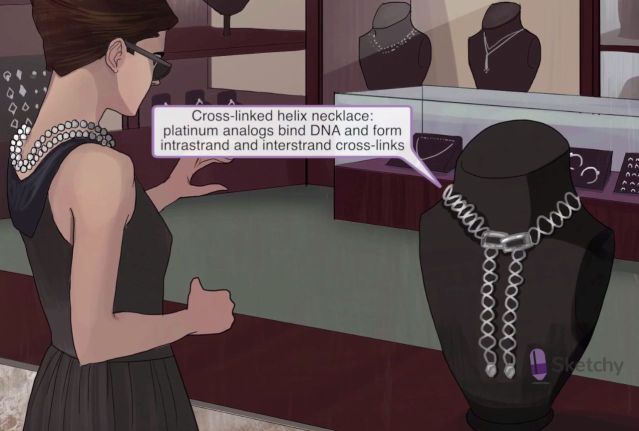 Cross-linked helix necklace:
platinum analogs bind DNA and form
intrastrand and interstrand cross-links
Sketchy